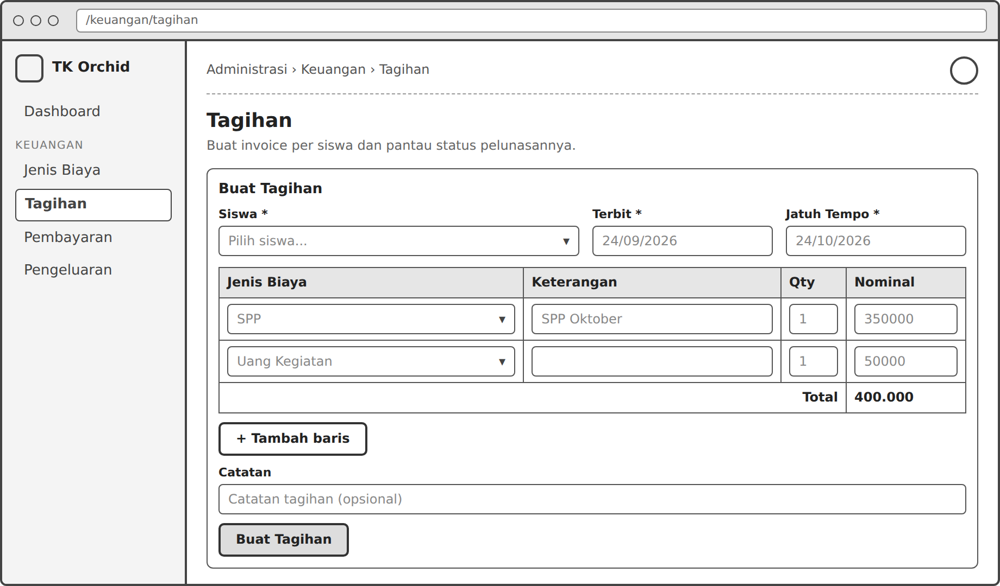 /keuangan/tagihan
TK Orchid
Dashboard
KEUANGAN
Jenis Biaya
Tagihan
Pembayaran
Pengeluaran
Administrasi › Keuangan › Tagihan
Tagihan
Buat invoice per siswa dan pantau status pelunasannya.
Buat Tagihan
Siswa * Terbit * Jatuh Tempo *
Pilih siswa... ▼ 24/09/2026 24/10/2026
Jenis Biaya Keterangan Qty Nominal
SPP ▼ SPP Oktober 1 350000
Uang Kegiatan ▼ 1 50000
Total 400.000
+ Tambah baris
Catatan
Catatan tagihan (opsional)
Buat Tagihan